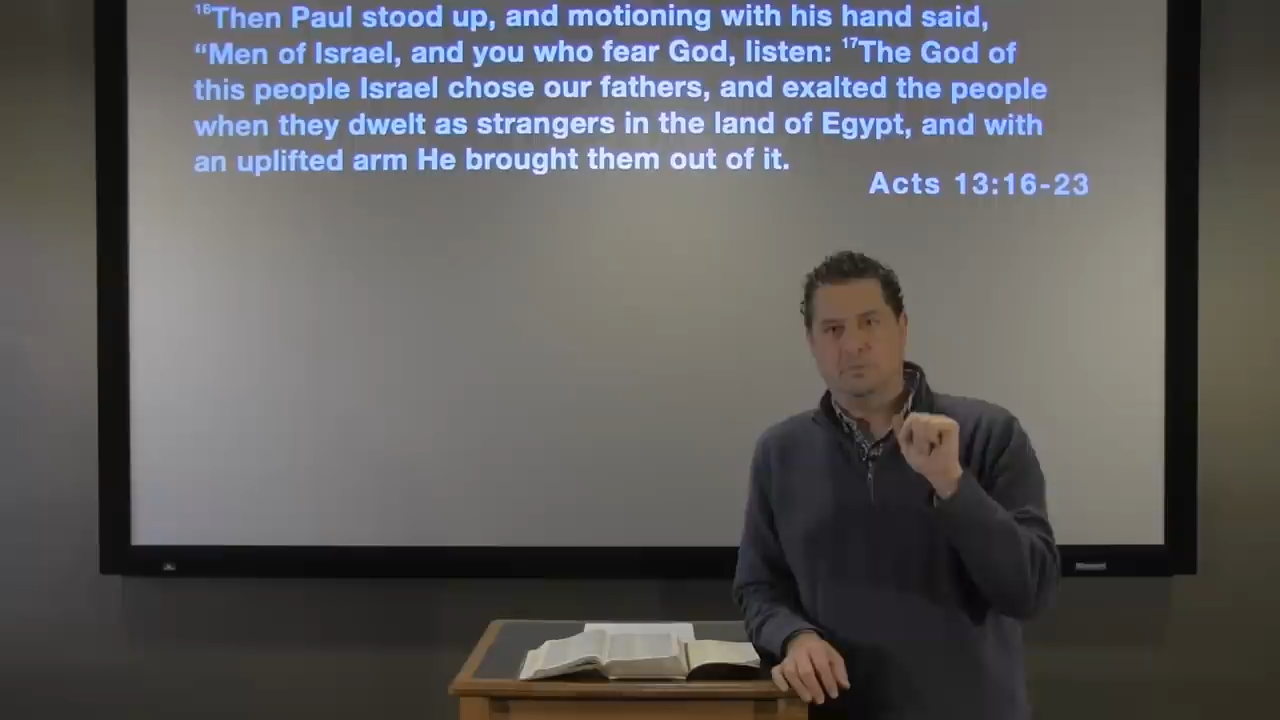 16Then Paul stood up, and motioning with his hand said,
“Men of Israel, and you who fear God, listen: 17The God of
this people Israel chose our fathers, and exalted the people
when they dwelt as strangers in the land of Egypt, and with
an uplifted arm He brought them out of it.
Acts 13:16-23